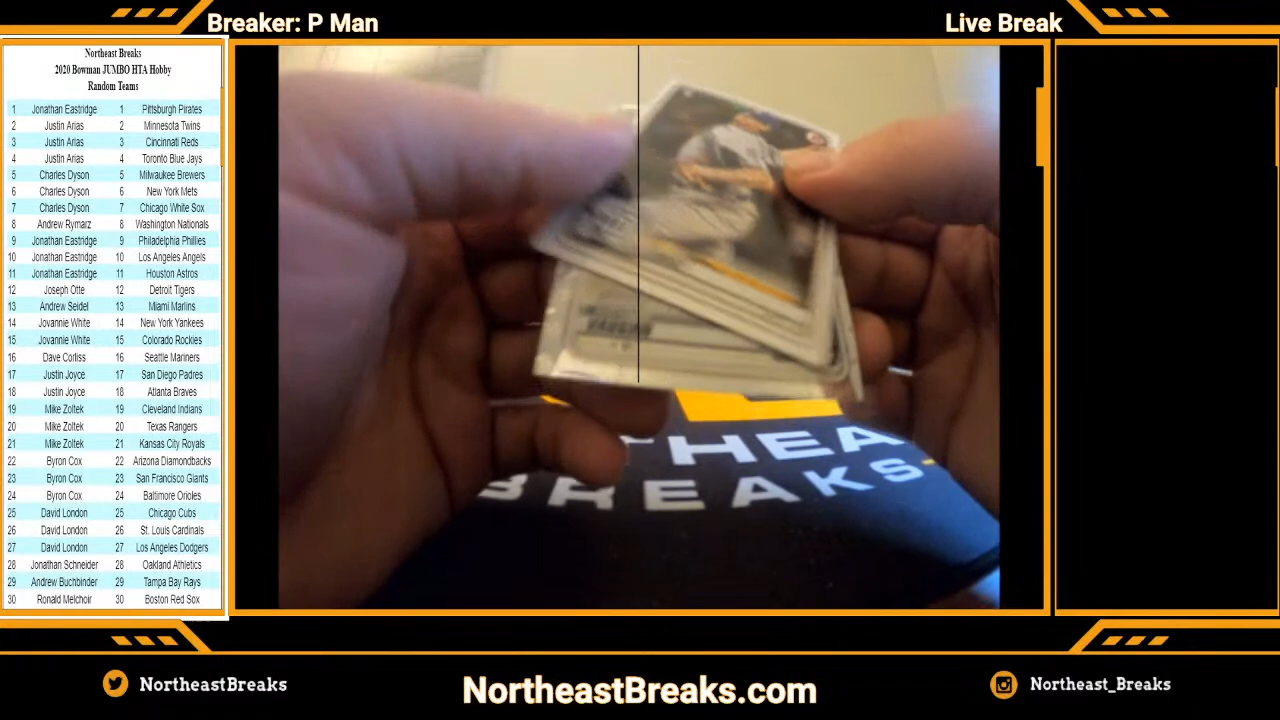 Breaker: P Man
Live Break
Northeast Breaks
2020 Bowman JUMBO HTA Hobby
Random Teams
1 Jonathan Eastridge 1 Pittsburgh Pirates
2 Justin Arias 2 Minnesota Twins
3 Justin Arias 3 Cincinnati Reds
4 Justin Arias 4 Toronto Blue Jays
5 Charles Dyson 5 Milwaukee Brewers
6 Charles Dyson 6 New York Mets
7 Charles Dyson 7 Chicago White Sox
8 Andrew Rymarz 8 Washington Nationals
9 Jonathan Eastridge 9 Philadelphia Phillies
10 Jonathan Eastridge 10 Los Angeles Angels
11 Jonathan Eastridge 11 Houston Astros
12 Joseph Otte 12 Detroit Tigers
13 Andrew Seidel 13 Miami Marlins
14 Jovannie White 14 New York Yankees
15 Jovannie White 15 Colorado Rockies
16 Dave Corliss 16 Seattle Mariners
17 Justin Joyce 17 San Diego Padres
18 Justin Joyce 18 Atlanta Braves
19 Mike Zoltek 19 Cleveland Indians
20 Mike Zoltek 20 Texas Rangers
21 Mike Zoltek 21 Kansas City Royals
22 Byron Cox 22 Arizona Diamondbacks
23 Byron Cox 23 San Francisco Giants
24 Byron Cox 24 Baltimore Orioles
25 David London 25 Chicago Cubs
26 David London 26 St. Louis Cardinals
27 David London 27 Los Angeles Dodgers
28 Jonathan Schneider 28 Oakland Athletics
29 Andrew Buchbinder 29 Tampa Bay Rays
30 Ronald Melchoir 30 Boston Red Sox
THEA
BREAKS
NortheastBreaks
NortheastBreaks.com
Northeast_Breaks